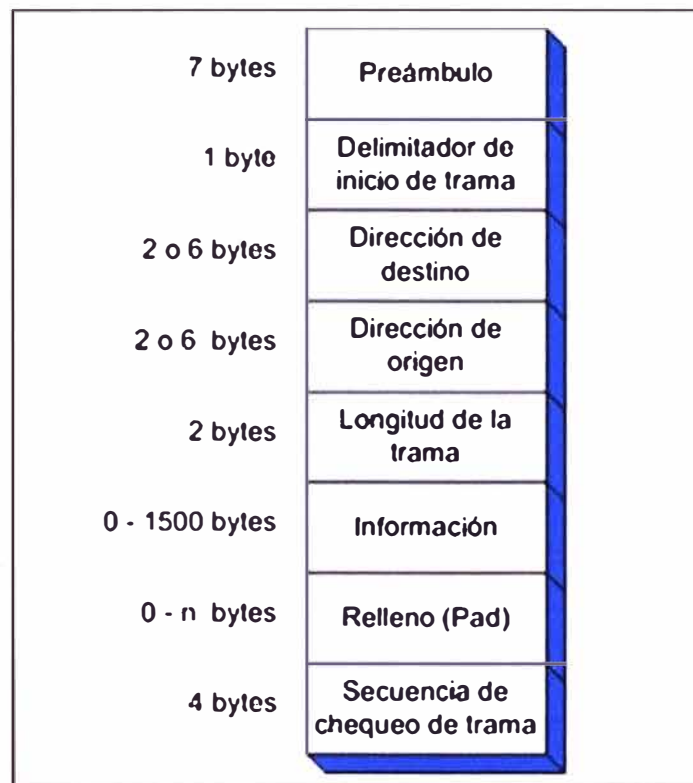 7 bytes
Preámbulo
1 byte
Delimitador de
inicio de trama
2 o 6 bytes
Dirección de
destino
2 o 6 bytes
Dirección de
origen
2 bytes
Longitud de la
trama
0 - 1500 bytes
Información
0 - n bytes
Relleno (Pad)
4 bytes
Secuencia de
chequeo de trama